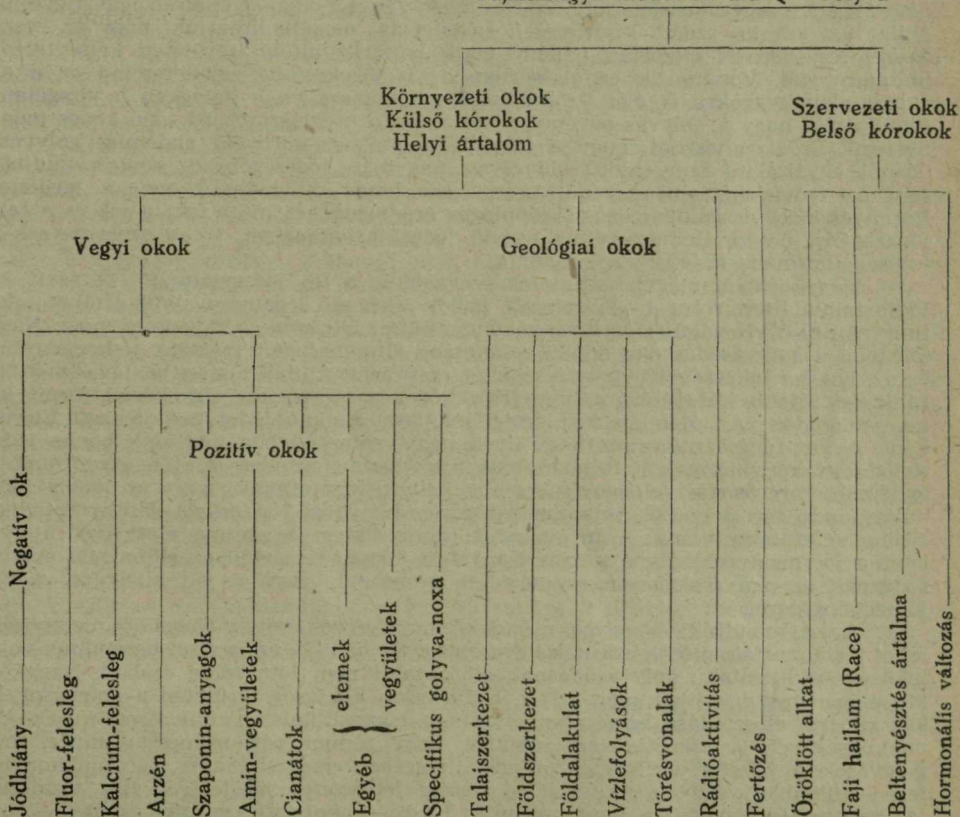 Környezeti okok
Külső kórokok
Helyi ártalom
Szervezeti okok
Belső kórokok
Vegyi okok
Geológiai okok
Pozitív okok
Negatív ok
Jódhiány
Fluor-felesleg
Kalcium-felesleg
Arzén
Szaponin-anyagok
Amin-vegyületek
Cianátok
Egyéb { elemek
vegyületek
Specifikus golyva-noxa
Talajszerkezet
Földszerkezet
Földalakulat
Vízlefolyások
Törésvonalak
Rádióaktivitás
Fertőzés
Öröklött alkat
Faji hajlam (Race)
Beltenyésztés ártalma
Hormonális változás